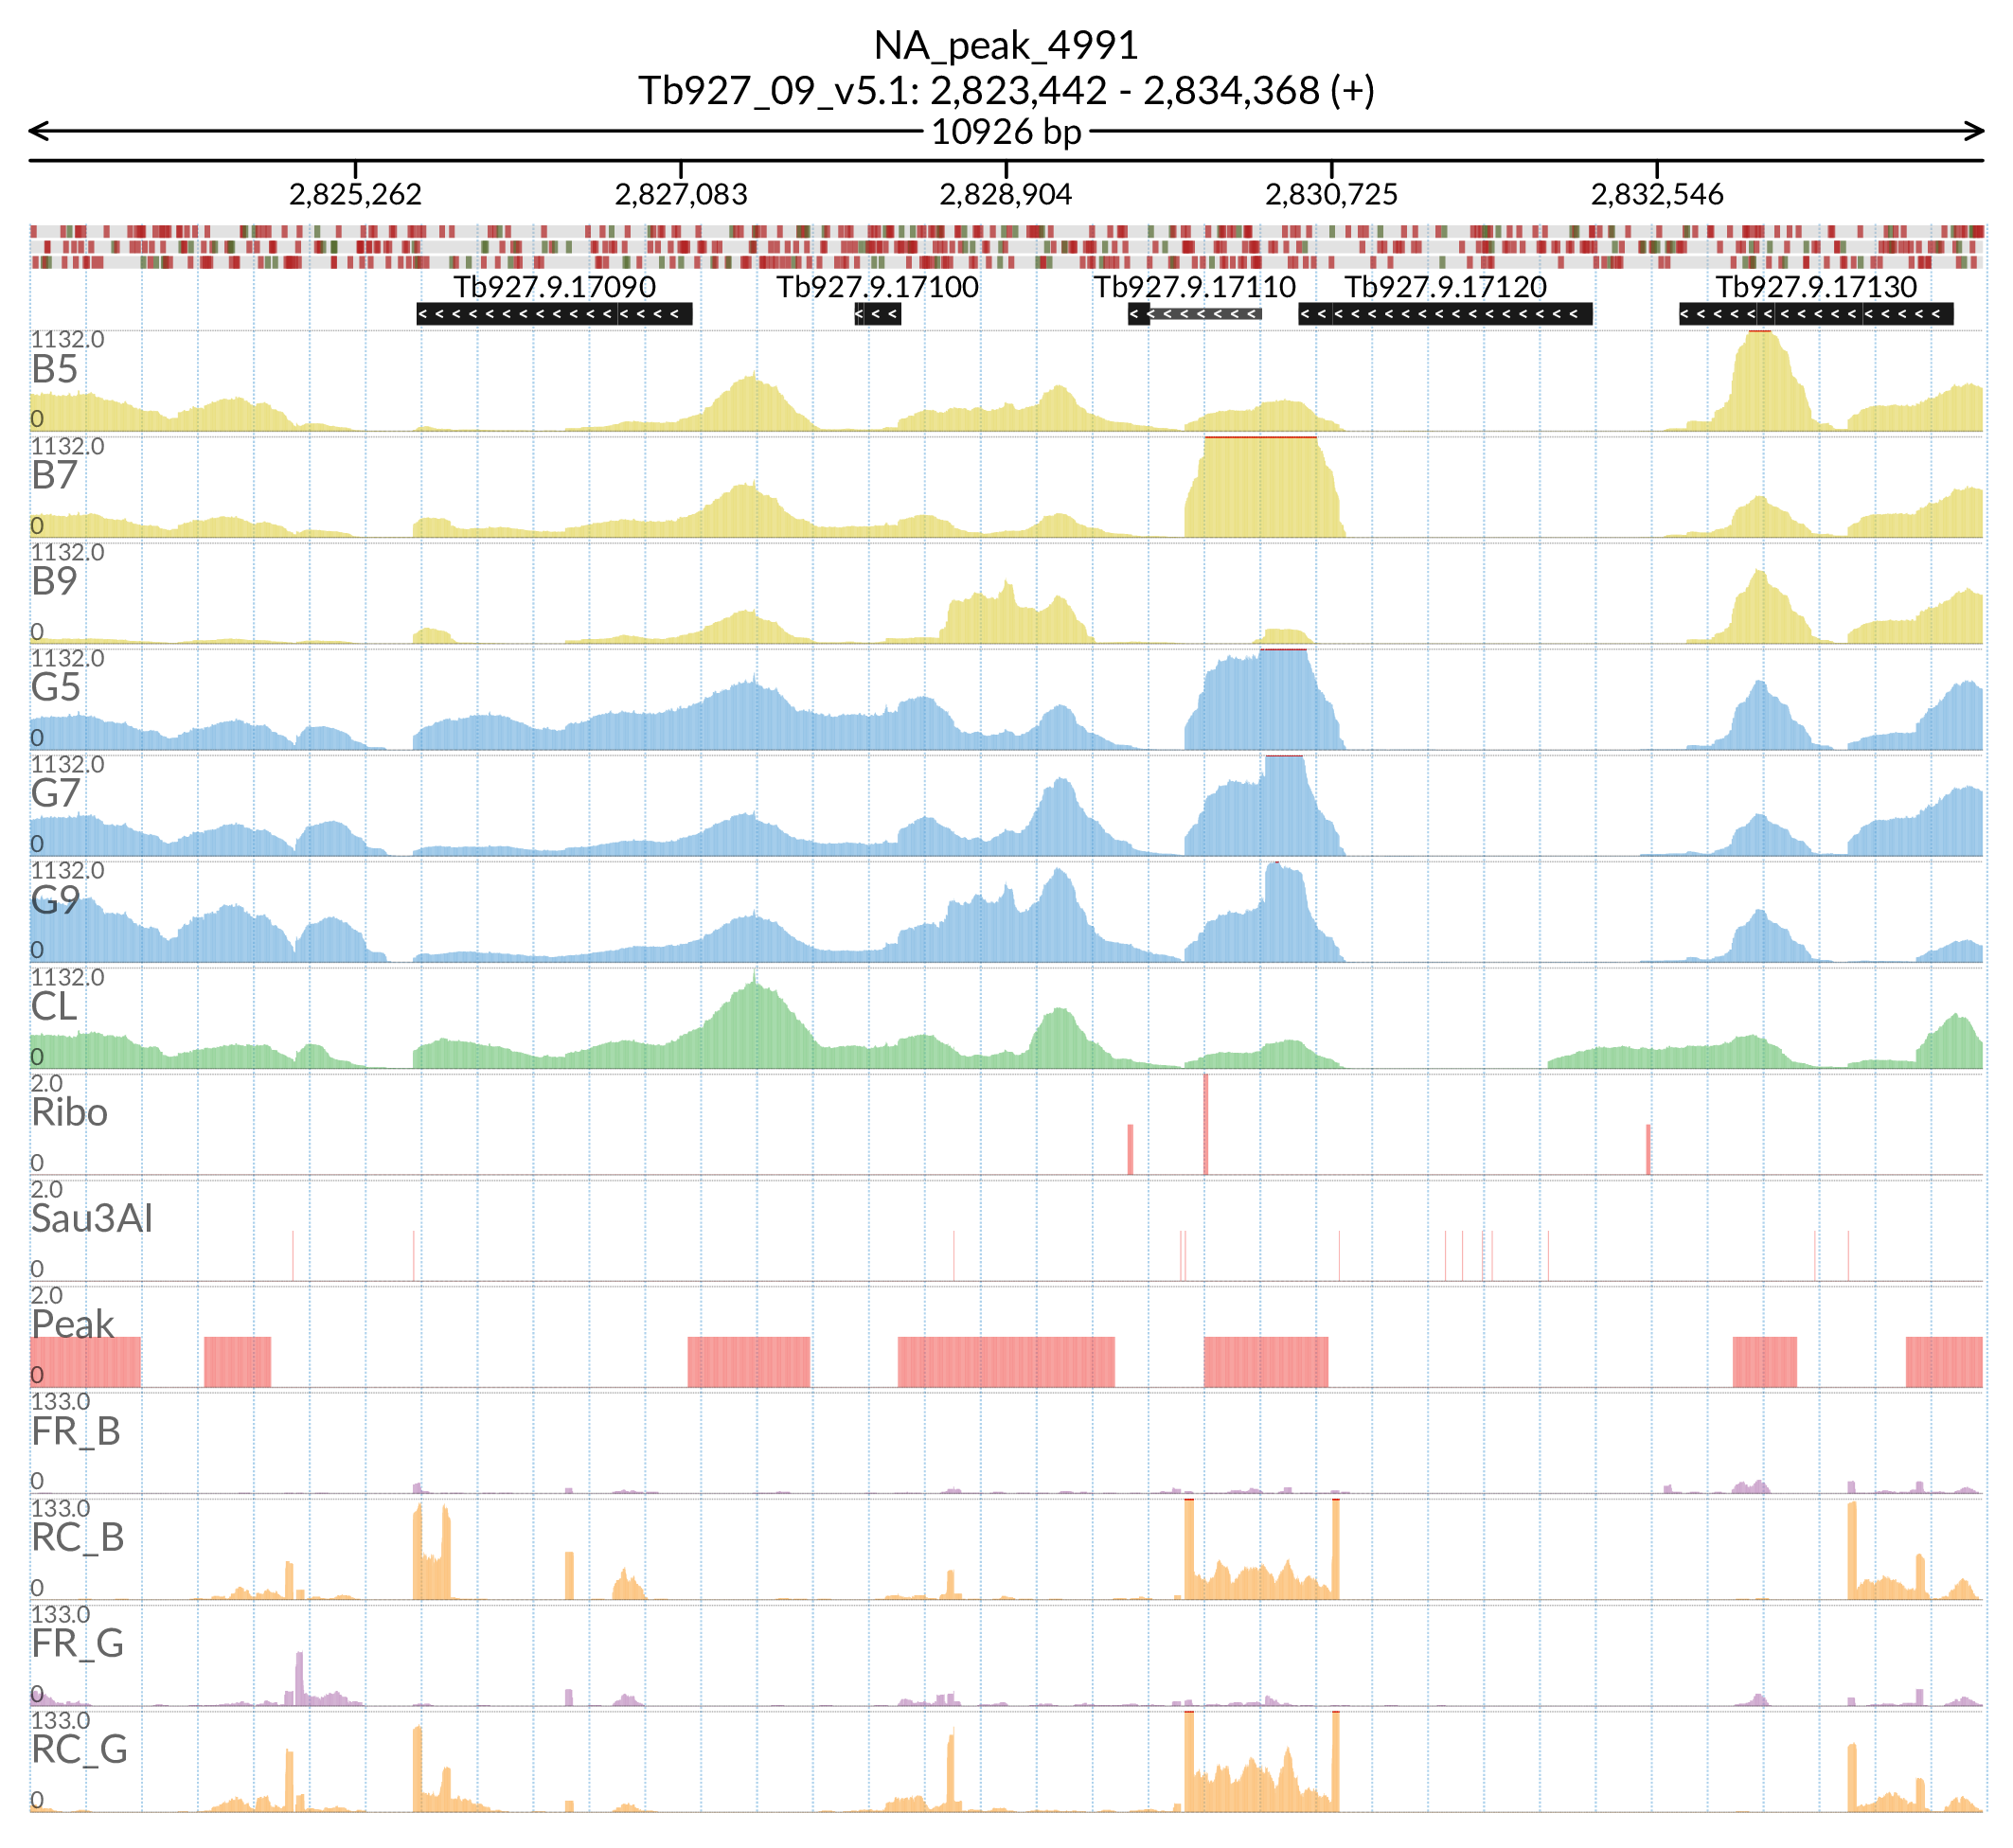 NA_peak_4991
Tb927_09_v5.1: 2,823,442 - 2,834,368 (+)
10926 bp
2,825,262 2,827,083 2,828,904 2,830,725 2,832,546
Tb927.9.17090 Tb927.9.17100 Tb927.9.17110 Tb927.9.17120 Tb927.9.17130
1132.0
B5
0
1132.0
B7
0
1132.0
B9
0
1132.0
G5
0
1132.0
G7
0
1132.0
G9
0
1132.0
CL
0
2.0
Ribo
0
2.0
Sau3AI
0
2.0
Peak
0
133.0
FR_B
0
133.0
RC_B
0
133.0
FR_G
0
133.0
RC_G
0